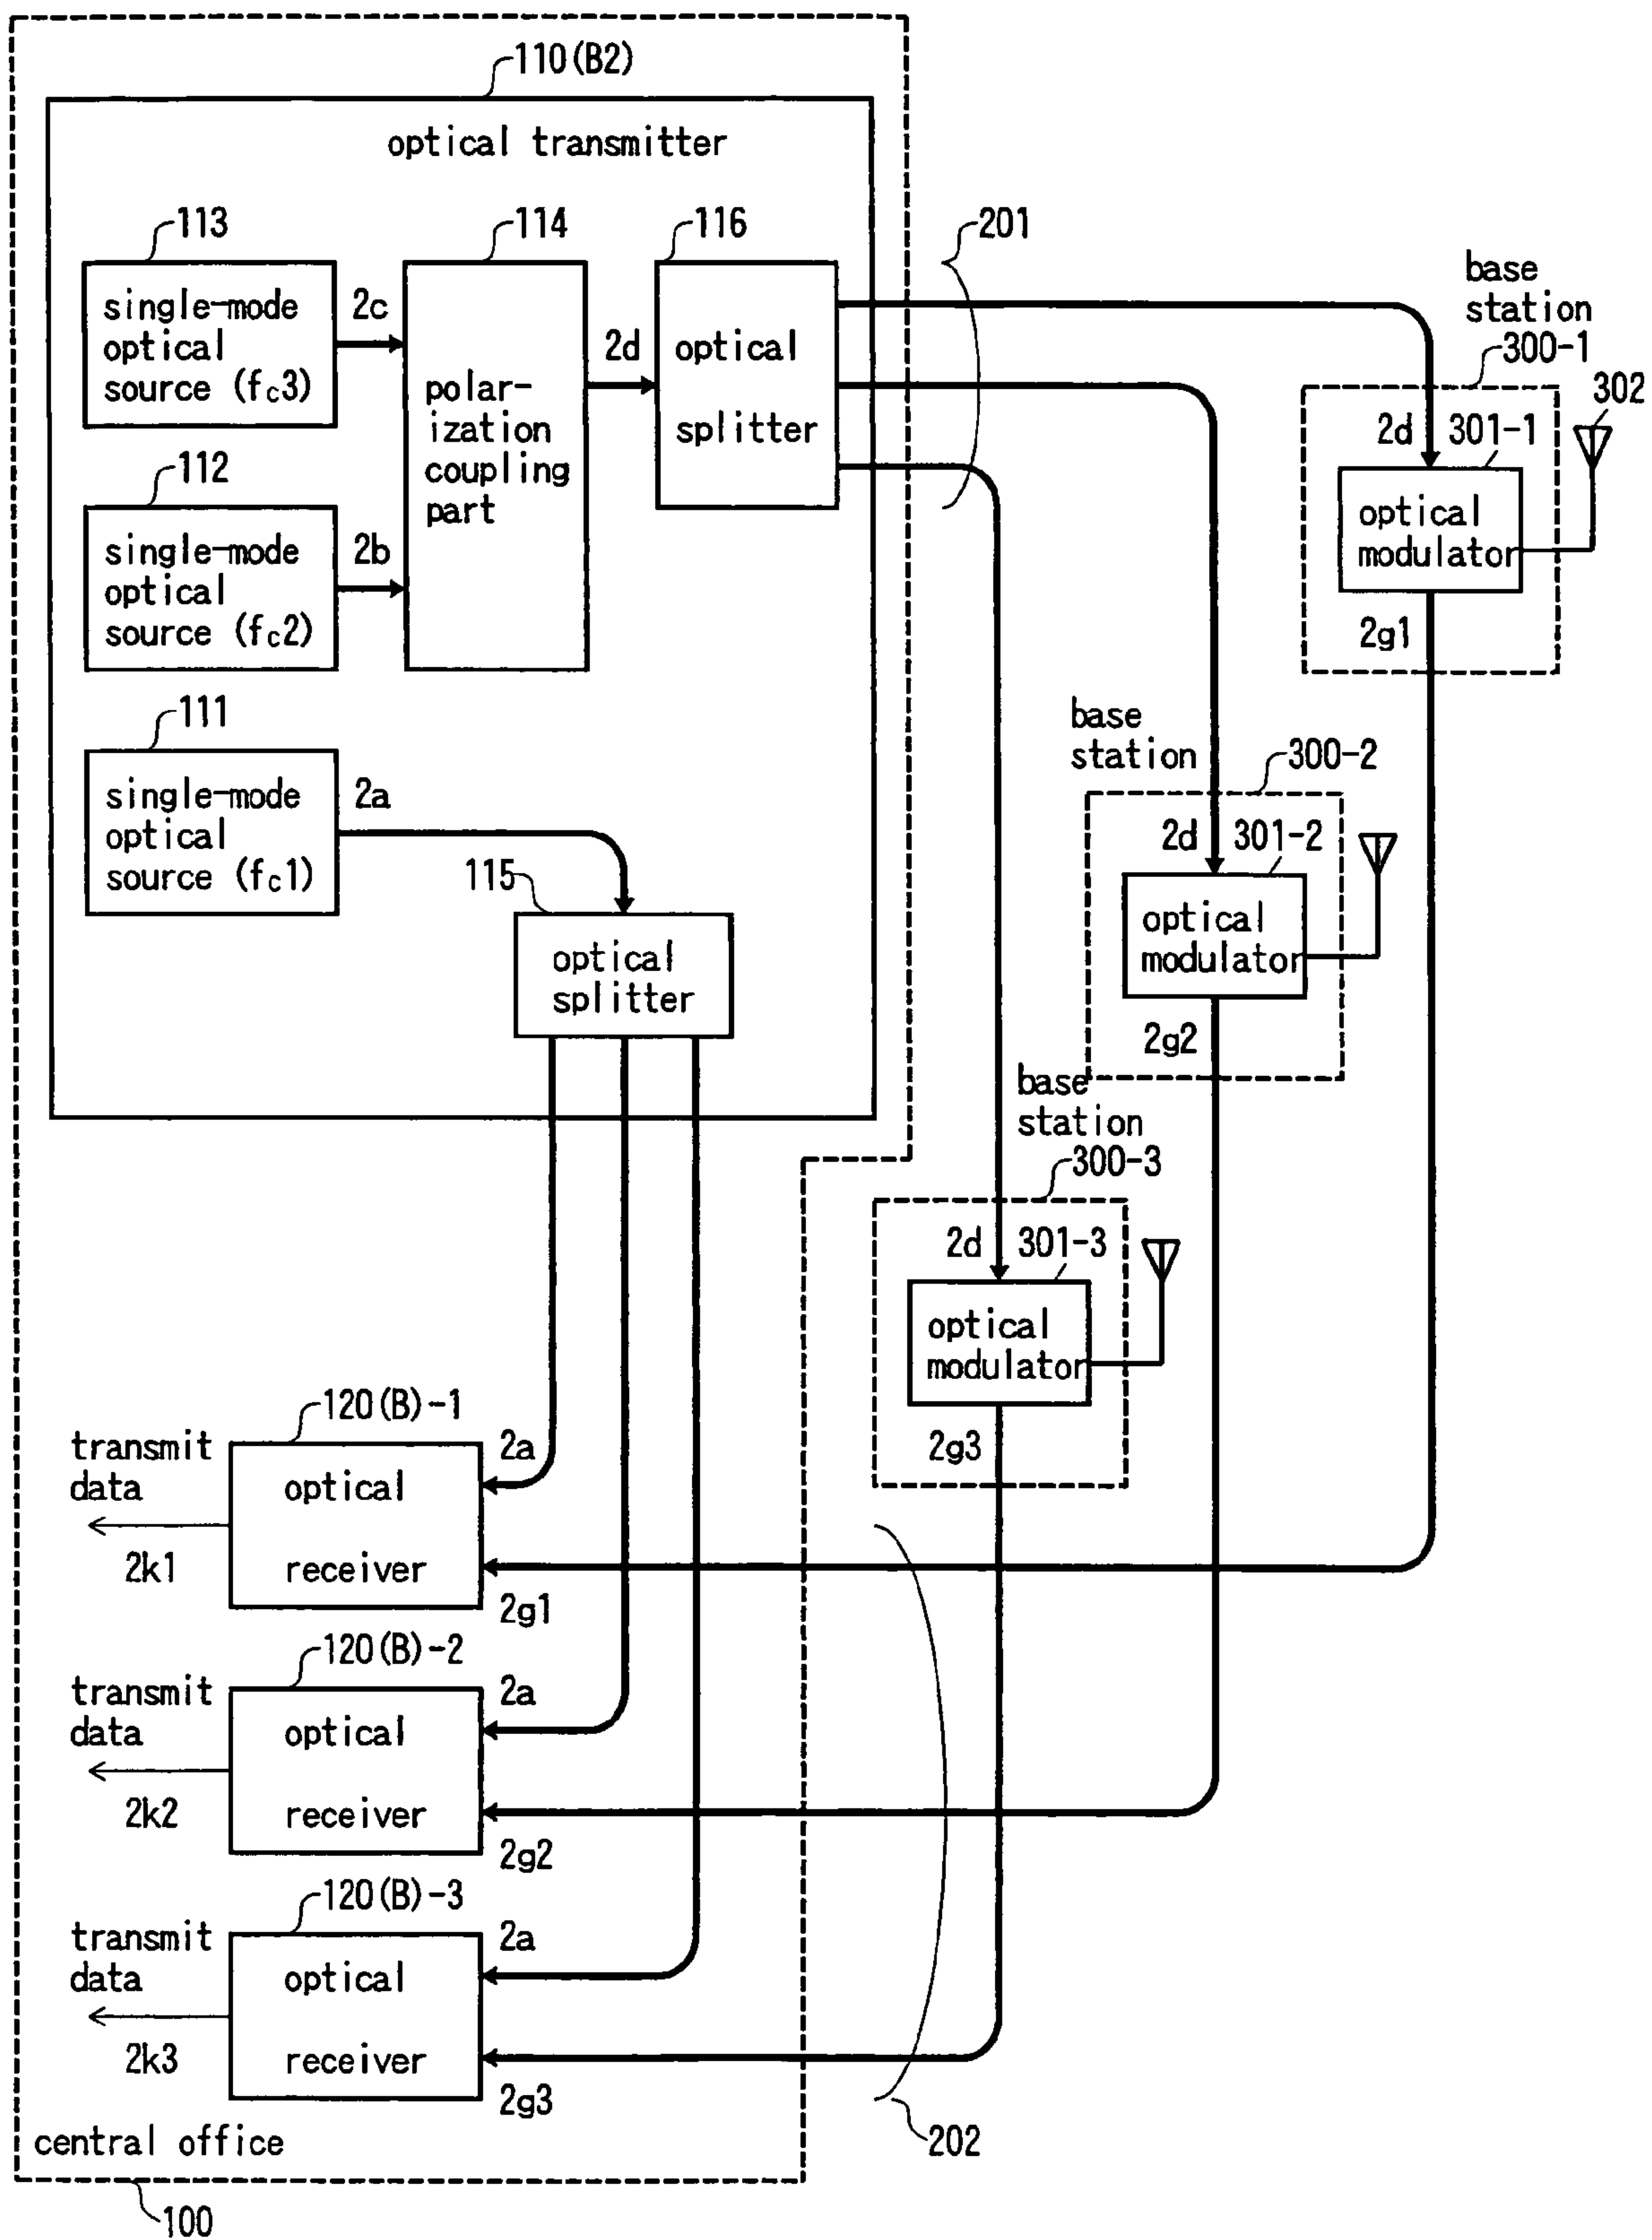 110(B2)
optical transmitter
113
114
116
201
single-mode
optical
source (fc3)
2c
polar-
ization
coupling
part
2d
optical
splitter
base
station
300-1
302
2d
301-1
optical
modulator
2g1
112
single-mode
optical
source (fc2)
2b
111
single-mode
optical
source (fc1)
2a
115
optical
splitter
base
station
300-2
2d
301-2
optical
modulator
2g2
base
station
300-3
2d
301-3
optical
modulator
2g3
120(B)-1
transmit
data
2k1
optical
receiver
2a
2g1
120(B)-2
transmit
data
2k2
optical
receiver
2a
2g2
120(B)-3
transmit
data
2k3
optical
receiver
2a
2g3
central office
202
100